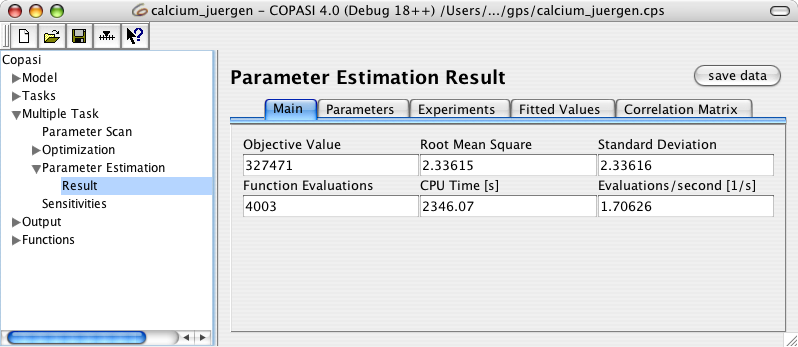 calcium_juergen – COPASI 4.0 (Debug 18++) /Users/.../gps/calcium_juergen.cps
Copasi
Model
Tasks
Multiple Task
Parameter Scan
Optimization
Parameter Estimation
Result
Sensitivities
Output
Functions
Parameter Estimation Result
save data
Main Parameters Experiments Fitted Values Correlation Matrix
Objective Value Root Mean Square Standard Deviation
327471 2.33615 2.33616
Function Evaluations CPU Time [s] Evaluations/second [1/s]
4003 2346.07 1.70626